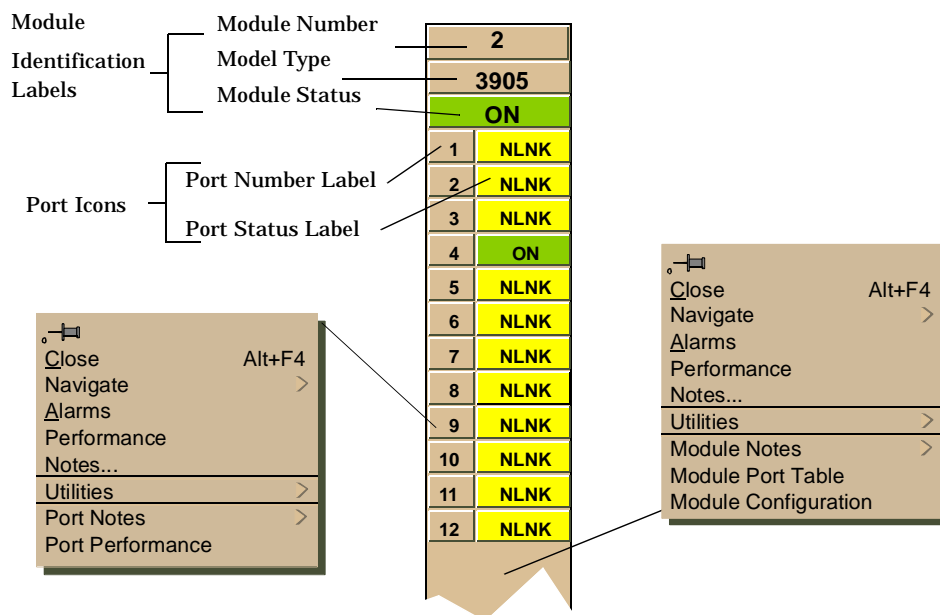 Module
Identification
Labels
Module Number
Model Type
Module Status
Port Icons
Port Number Label
Port Status Label
2
3905
ON
1 NLNK
2 NLNK
3 NLNK
4 ON
5 NLNK
6 NLNK
7 NLNK
8 NLNK
9 NLNK
10 NLNK
11 NLNK
12 NLNK
Close Alt+F4
Navigate >
Alarms
Performance
Notes...
Utilities >
Port Notes >
Port Performance
Close Alt+F4
Navigate >
Alarms
Performance
Notes...
Utilities >
Module Notes >
Module Port Table
Module Configuration